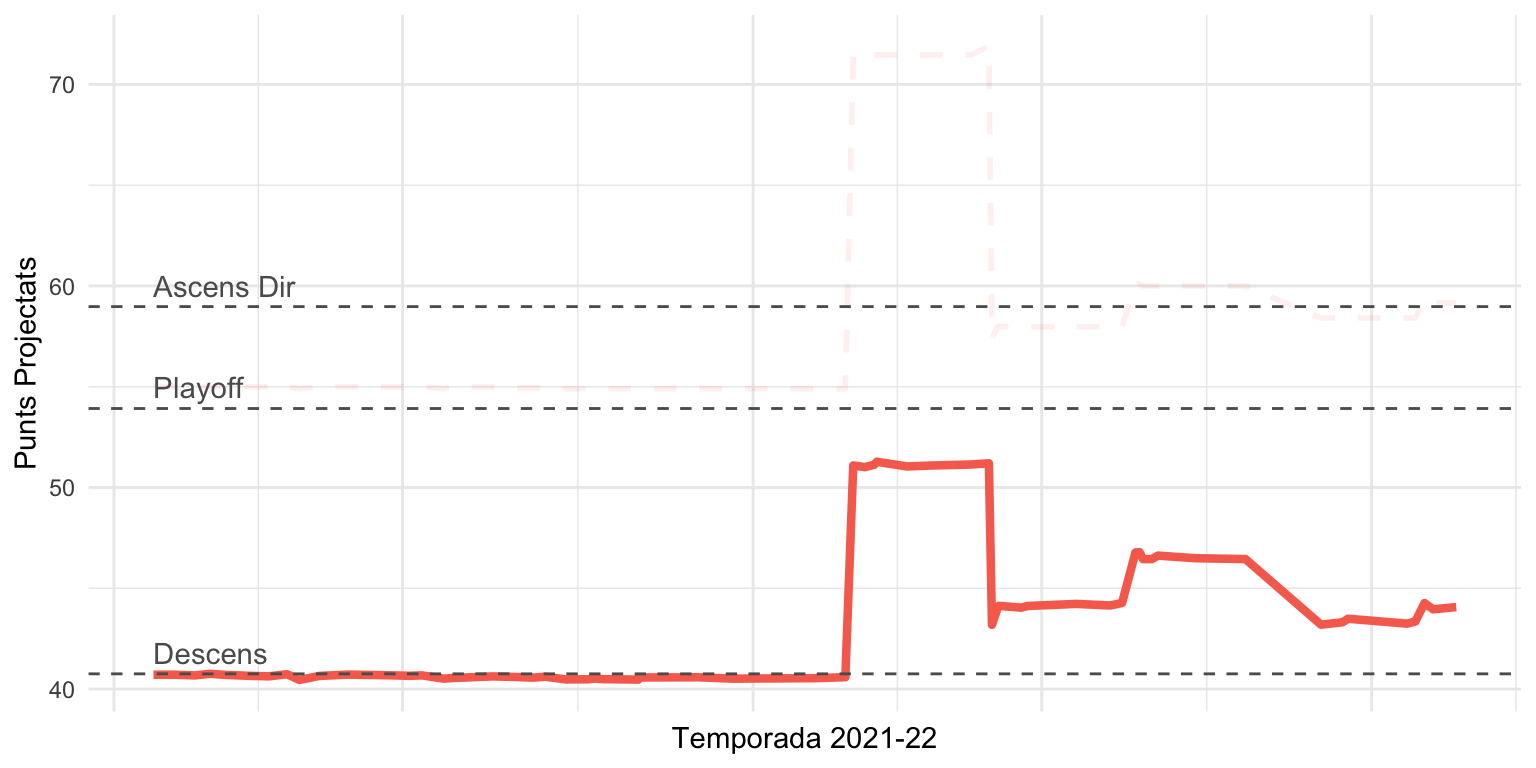 70
60
50
40
Punts Projectats
Ascens Dir
Playoff
Descens
Temporada 2021-22